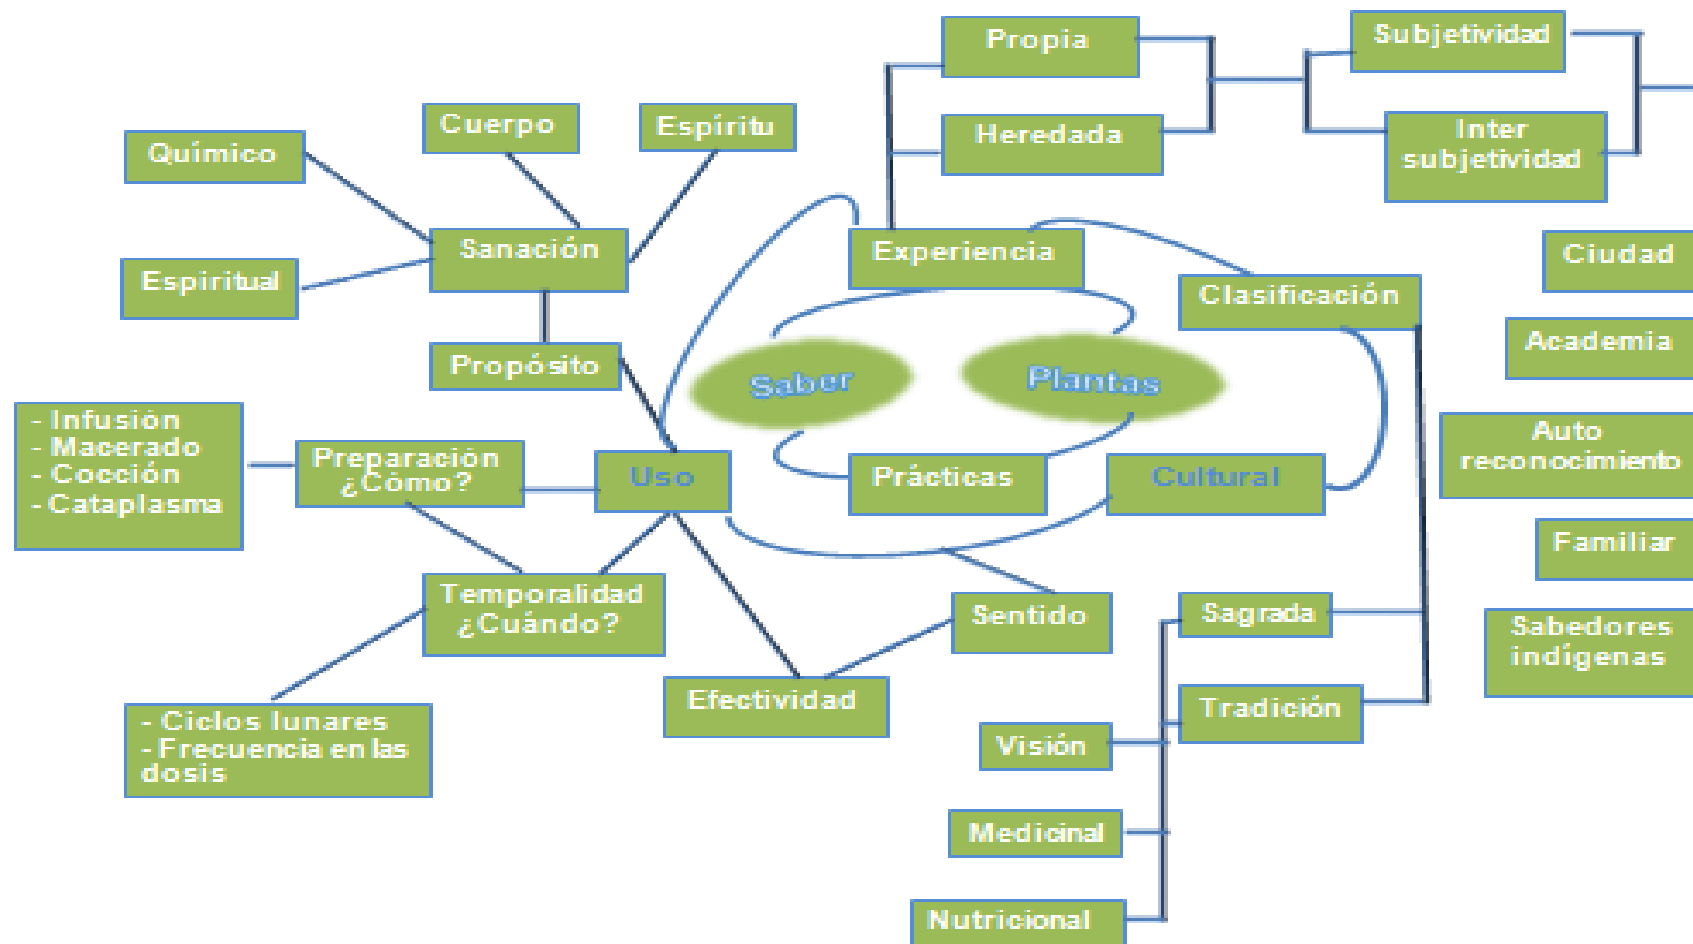 Propia
Subjetividad
Cuerpo
Espíritu
Heredada
Inter
subjetividad
Químico
Sanación
Experiencia
Ciudad
Espiritual
Clasificación
Academia
Propósito
Saber
Plantas
- Infusión
- Macerado
- Cocción
- Cataplasma
Preparación
¿Cómo?
Uso
Prácticas
Cultural
Auto
reconocimiento
Familiar
Temporalidad
¿Cuándo?
Sentido
Sagrada
Sabedores
indígenas
Efectividad
Tradición
- Ciclos lunares
- Frecuencia en las
dosis
Visión
Medicinal
Nutricional